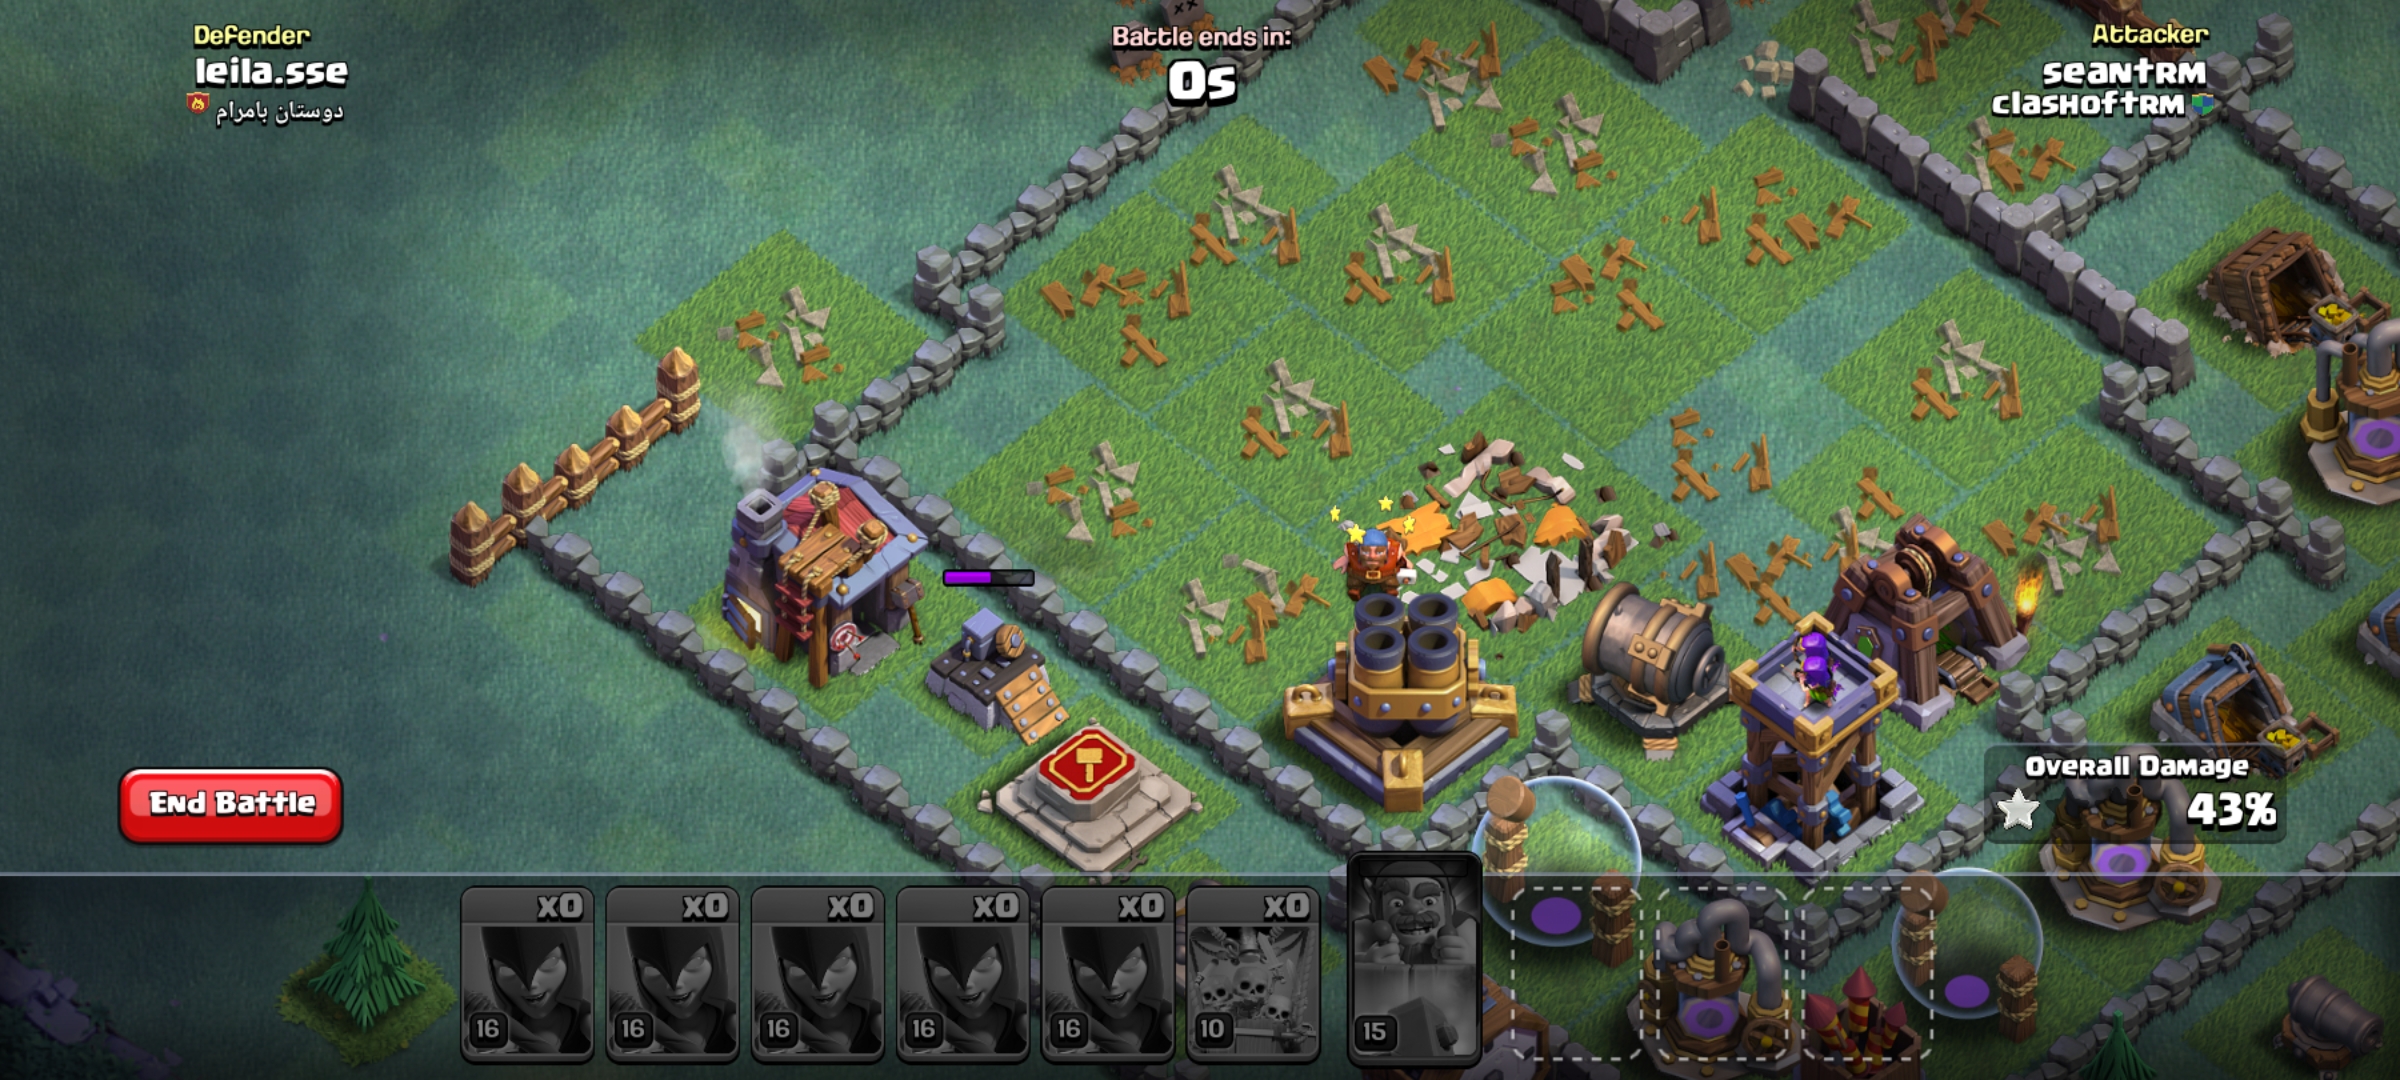 Defender
leila.sse
دوستان بامرام
Battle ends in:
0s
Attacker
seanTRM
clashofTRM
End Battle
Overall Damage
43%
x0
x0
x0
x0
x0
x0
16
16
16
16
16
10
15